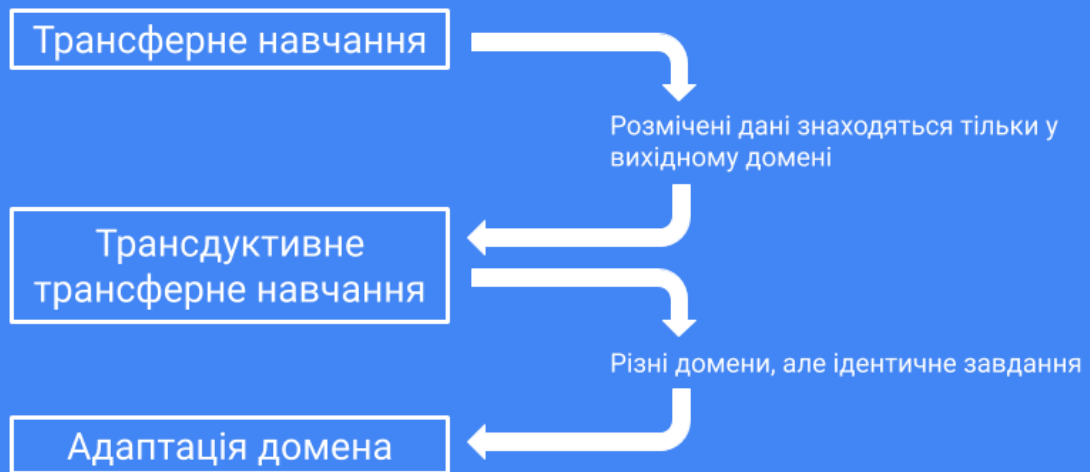 Трансферне навчання
Розмічені дані знаходяться тільки у
вихідному домені
Трансдуктивне
трансферне навчання
Різні домени, але ідентичне завдання
Адаптація домена